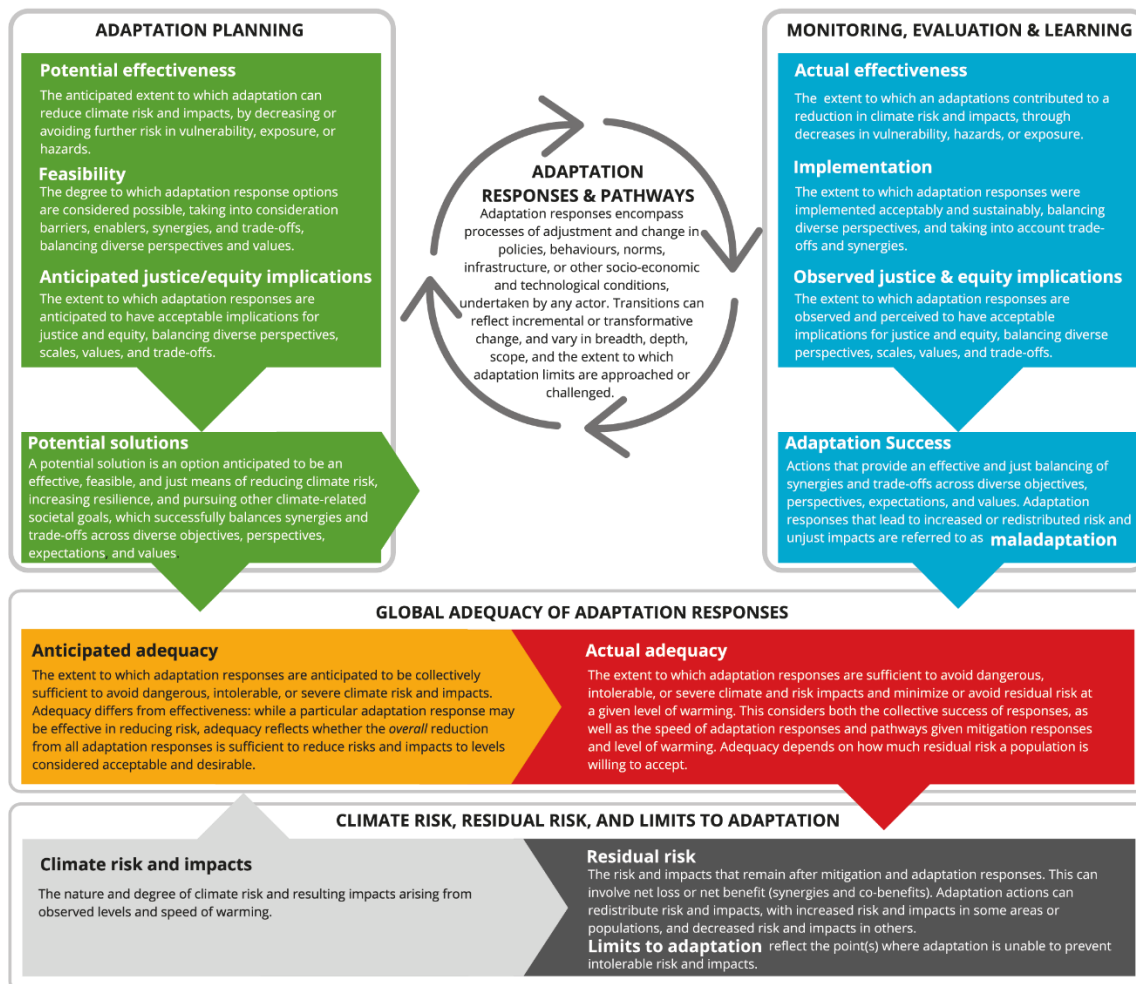 ADAPTATION PLANNING
Potential effectiveness
The anticipated extent to which adaptation can
reduce climate risk and impacts, by decreasing or
avoiding further risk in vulnerability, exposure, or
hazards.
Feasibility
The degree to which adaptation response options
are considered possible, taking into consideration
barriers, enablers, synergies, and trade-offs,
balancing diverse perspectives and values.
Anticipated justice/equity implications
The extent to which adaptation responses are
anticipated to have acceptable implications for
justice and equity, balancing diverse perspectives,
scales, values, and trade-offs.
Potential solutions
A potential solution is an option anticipated to be an
effective, feasible, and just means of reducing climate risk,
increasing resilience, and pursuing other climate-related
societal goals, which successfully balances synergies and
trade-offs across diverse objectives, perspectives,
expectations, and values.
ADAPTATION
RESPONSES & PATHWAYS
Adaptation responses encompass
processes of adjustment and change in
policies, behaviours, norms,
infrastructure, or other socio-economic
and technological conditions,
undertaken by any actor. Transitions can
reflect incremental or transformative
change, and vary in breadth, depth,
scope, and the extent to which
adaptation limits are approached or
challenged.
MONITORING, EVALUATION & LEARNING
Actual effectiveness
The extent to which an adaptations contributed to a
reduction in climate risk and impacts, through
decreases in vulnerability, hazards, or exposure.
Implementation
The extent to which adaptation responses were
implemented acceptably and sustainably, balancing
diverse perspectives, and taking into account trade-
offs and synergies.
Observed justice & equity implications
The extent to which adaptation responses are
observed and perceived to have acceptable
implications for justice and equity, balancing diverse
perspectives, scales, values, and trade-offs.
Adaptation Success
Actions that provide an effective and just balancing of
synergies and trade-offs across diverse objectives,
perspectives, expectations, and values. Adaptation
responses that lead to increased or redistributed risk and
unjust impacts are referred to as maladaptation
GLOBAL ADEQUACY OF ADAPTATION RESPONSES
Anticipated adequacy
The extent to which adaptation responses are anticipated to be collectively
sufficient to avoid dangerous, intolerable, or severe climate risk and impacts.
Adequacy differs from effectiveness: while a particular adaptation response may
be effective in reducing risk, adequacy reflects whether the overall reduction
from all adaptation responses is sufficient to reduce risks and impacts to levels
considered acceptable and desirable.
Actual adequacy
The extent to which adaptation responses are sufficient to avoid dangerous,
intolerable, or severe climate and risk impacts and minimize or avoid residual risk at
a given level of warming. This considers both the collective success of responses, as
well as the speed of adaptation responses and pathways given mitigation responses
and level of warming. Adequacy depends on how much residual risk a population is
willing to accept.
CLIMATE RISK, RESIDUAL RISK, AND LIMITS TO ADAPTATION
Climate risk and impacts
The nature and degree of climate risk and resulting impacts arising from
observed levels and speed of warming.
Residual risk
The risk and impacts that remain after mitigation and adaptation responses. This can
involve net loss or net benefit (synergies and co-benefits). Adaptation actions can
redistribute risk and impacts, with increased risk and impacts in some areas or
populations, and decreased risk and impacts in others.
Limits to adaptation reflect the point(s) where adaptation is unable to prevent
intolerable risk and impacts.